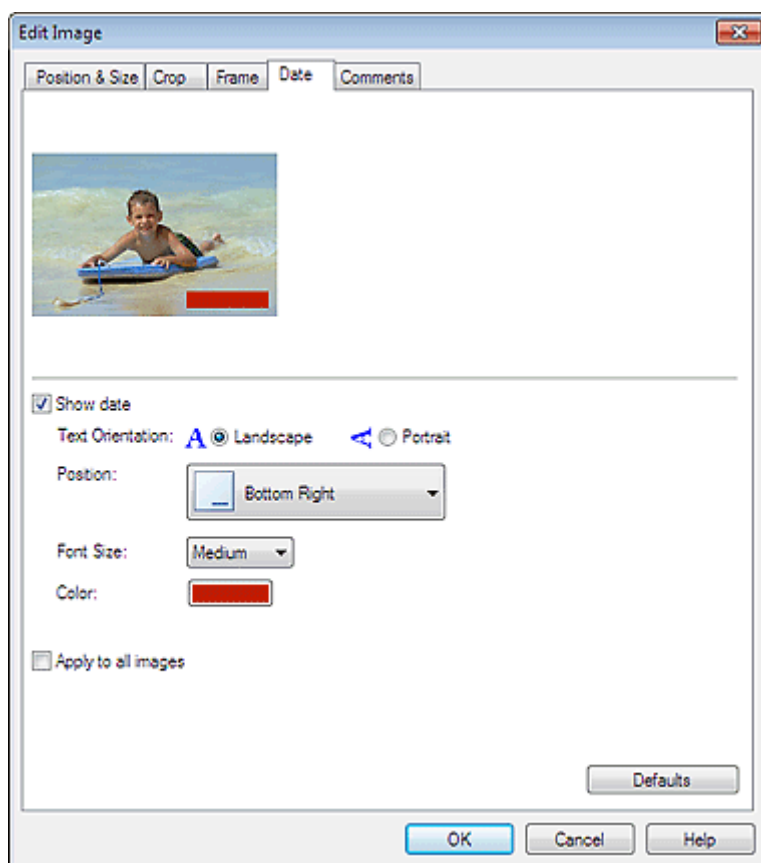 Edit Image
Position & Size Crop Frame Date Comments
Show date
Text Orientation: A Landscape A Portrait
Position: Bottom Right
Font Size: Medium
Color:
Apply to all images
Defaults
OK Cancel Help